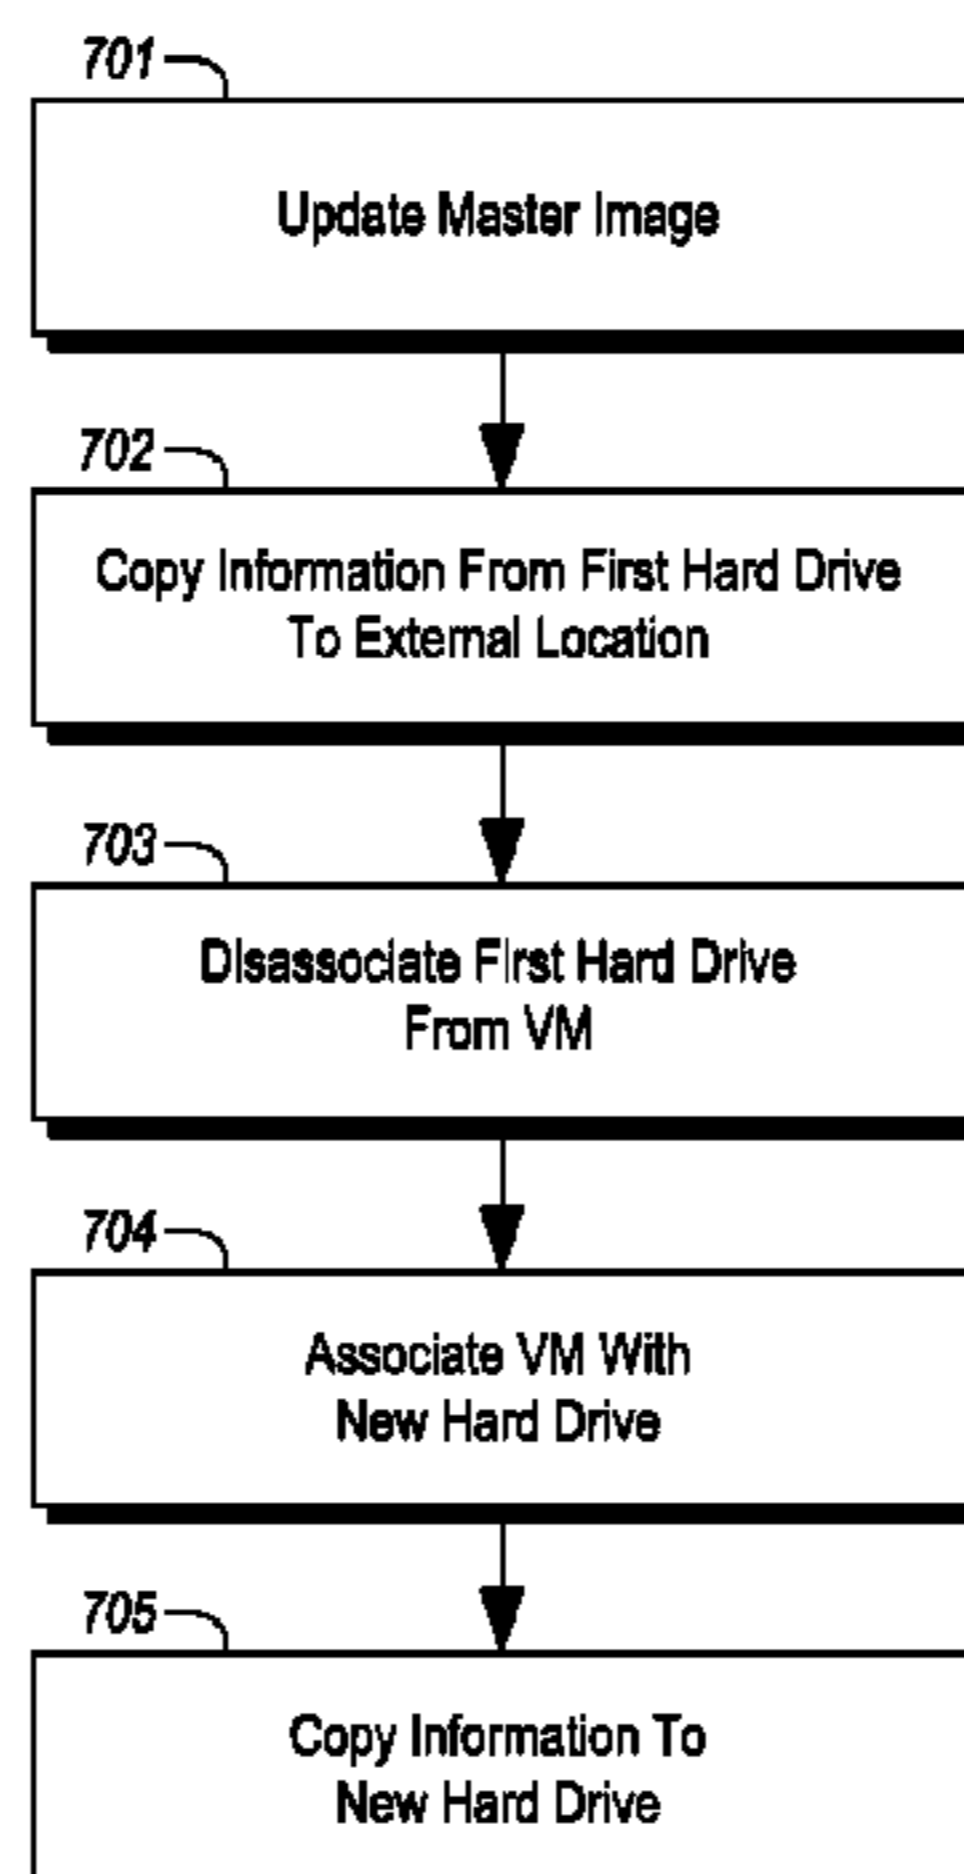 701
Update Master Image
702
Copy Information From First Hard Drive
To External Location
703
Disassociate First Hard Drive
From VM
704
Associate VM With
New Hard Drive
705
Copy Information To
New Hard Drive